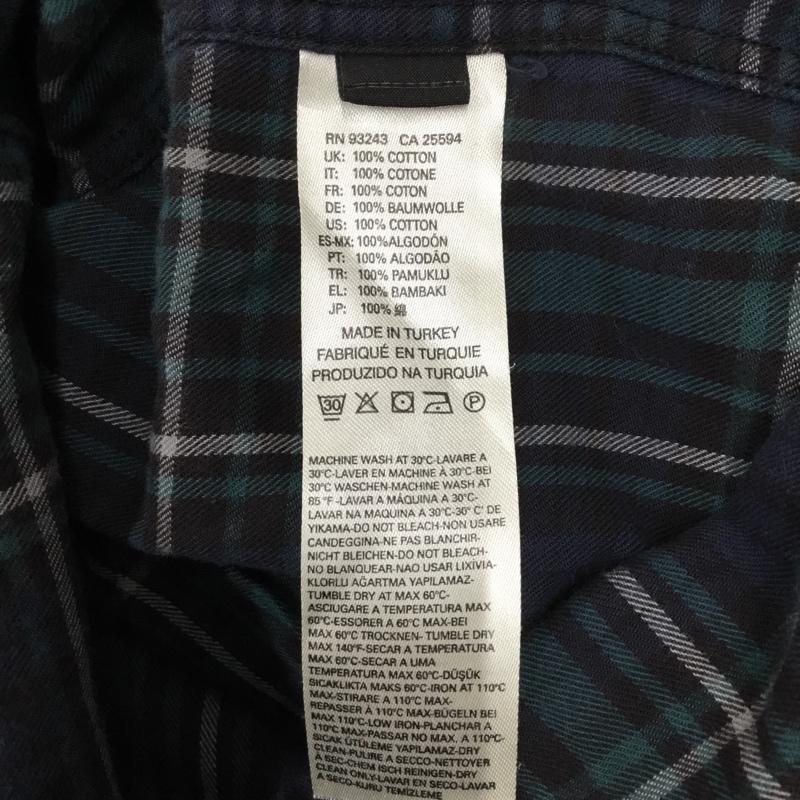 RN 93243 CA 25594
UK: 100% COTTON
IT: 100% COTONE
FR: 100% COTON
DE: 100% BAUMWOLLE
US: 100% COTTON
ES-MX: 100%ALGODÓN
PT: 100% ALGODÃO
TR: 100% PAMUKLU
EL: 100% BAMBAKI
JP: 100% 綿
MADE IN TURKEY
FABRIQUÉ EN TURQUIE
PRODUZIDO NA TURQUIA
30 P
MACHINE WASH AT 30°C-LAVARE A
30°C-LAVER EN MACHINE À 30°C-BEI
30°C WASCHEN-MACHINE WASH AT
85 °F -LAVAR A MÁQUINA A 30°C-
LAVAR NA MAQUINA A 30°C-30° C' DE
YIKAMA-DO NOT BLEACH-NON USARE
CANDEGGINA-NE PAS BLANCHIR-
NICHT BLEICHEN-DO NOT BLEACH-
NO BLANQUEAR-NAO USAR LIXÍVIA-
KLORLU AĞARTMA YAPILAMAZ-
TUMBLE DRY AT MAX 60°C-
ASCIUGARE A TEMPERATURA MAX
60°C-ESSORER A 60°C MAX-BEI
MAX 60°C TROCKNEN- TUMBLE DRY
MAX 140°F-SECAR A TEMPERATURA
MAX 60°C-SECAR A UMA
TEMPERATURA MAX 60°C-DÜŞÜK
SICAKLIKTA MAKS 60°C-IRON AT 110°C
MAX-STIRARE A 110°C MAX-
REPASSER À 110°C MAX-BÜGELN BEI
MAX 110°C-LOW IRON-PLANCHAR A
110°C MAX-PASSAR NO MAX. A 110°C-
SICAK ÜTÜLEME YAPILAMAZ-DRY
CLEAN-PULIRE A SECCO-NETTOYER
À SEC-CHEM ISCH REINIGEN-DRY
CLEAN ONLY-LAVAR EN SECO-LAVAR
A SECO-KURU TEMİZLEME